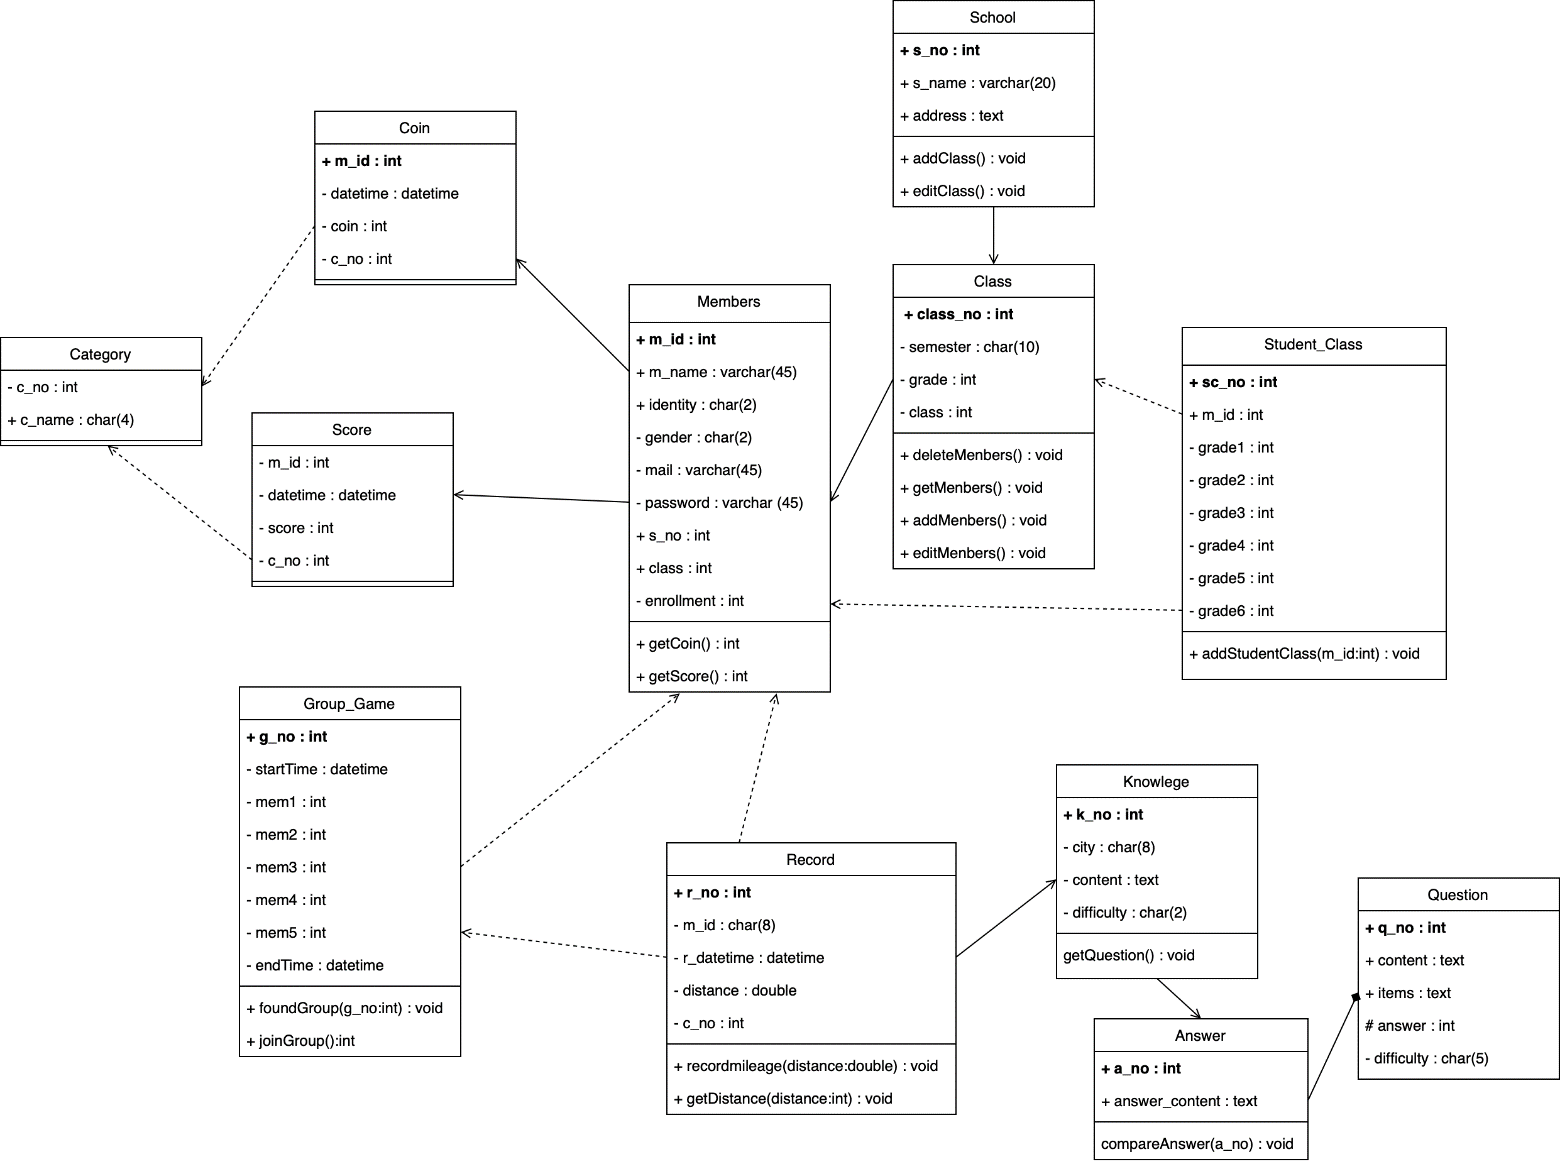 School
+ s_no : int
+ s_name : varchar(20)
+ address : text
+ addClass() : void
+ editClass() : void
Coin
+ m_id : int
- datetime : datetime
- coin : int
- c_no : int
Category
- c_no : int
+ c_name : char(4)
Score
- m_id : int
- datetime : datetime
- score : int
- c_no : int
Members
+ m_id : int
+ m_name : varchar(45)
+ identity : char(2)
- gender : char(2)
- mail : varchar(45)
- password : varchar (45)
+ s_no : int
+ class : int
- enrollment : int
+ getCoin() : int
+ getScore() : int
Class
+ class_no : int
- semester : char(10)
- grade : int
- class : int
+ deleteMenbers() : void
+ getMenbers() : void
+ addMenbers() : void
+ editMenbers() : void
Student_Class
+ sc_no : int
+ m_id : int
- grade1 : int
- grade2 : int
- grade3 : int
- grade4 : int
- grade5 : int
- grade6 : int
+ addStudentClass(m_id:int) : void
Group_Game
+ g_no : int
- startTime : datetime
- mem1 : int
- mem2 : int
- mem3 : int
- mem4 : int
- mem5 : int
- endTime : datetime
+ foundGroup(g_no:int) : void
+ joinGroup():int
Record
+ r_no : int
- m_id : char(8)
- r_datetime : datetime
- distance : double
- c_no : int
+ recordmileage(distance:double) : void
+ getDistance(distance:int) : void
Knowlege
+ k_no : int
- city : char(8)
- content : text
- difficulty : char(2)
getQuestion() : void
Answer
+ a_no : int
+ answer_content : text
compareAnswer(a_no) : void
Question
+ q_no : int
+ content : text
+ items : text
# answer : int
- difficulty : char(5)